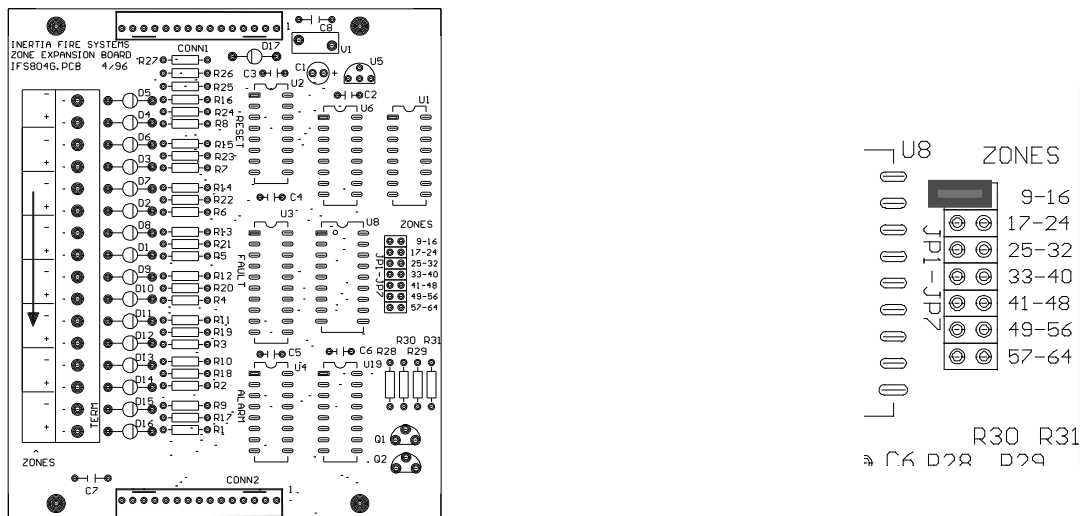 1
C8
INERTIA FIRE SYSTEMS
ZONE EXPANSION BOARD
IFS804G.PCB 4/96
CONN1
D17
V1
R27
C1 +
U5
R26
C3
U2
R25
C2
D5
R16
U6
U1
R24
D4
R8
RESET
D6
R15
R23
D3
R7
D7
R14
R22
C4
D2
R6
U3
U8
ZONES
D8
R13
9-16
R21
17-24
D1
R5
25-32
FAULT
JP1-JP7
D9
R12
33-40
R20
41-48
D10
R4
49-56
57-64
D11
R11
R19
D12
R3
R30 R31
C5
C6
R28 R29
D13
R10
U4
U19
R18
D14
R2
D15
R9
ALARM
TERM
R17
D16
R1
Q1
Q2
ZONES
C7
CONN2
1
U8
ZONES
9-16
17-24
25-32
33-40
41-48
49-56
57-64
JP1-JP7
R30 R31
C6 R28 R29